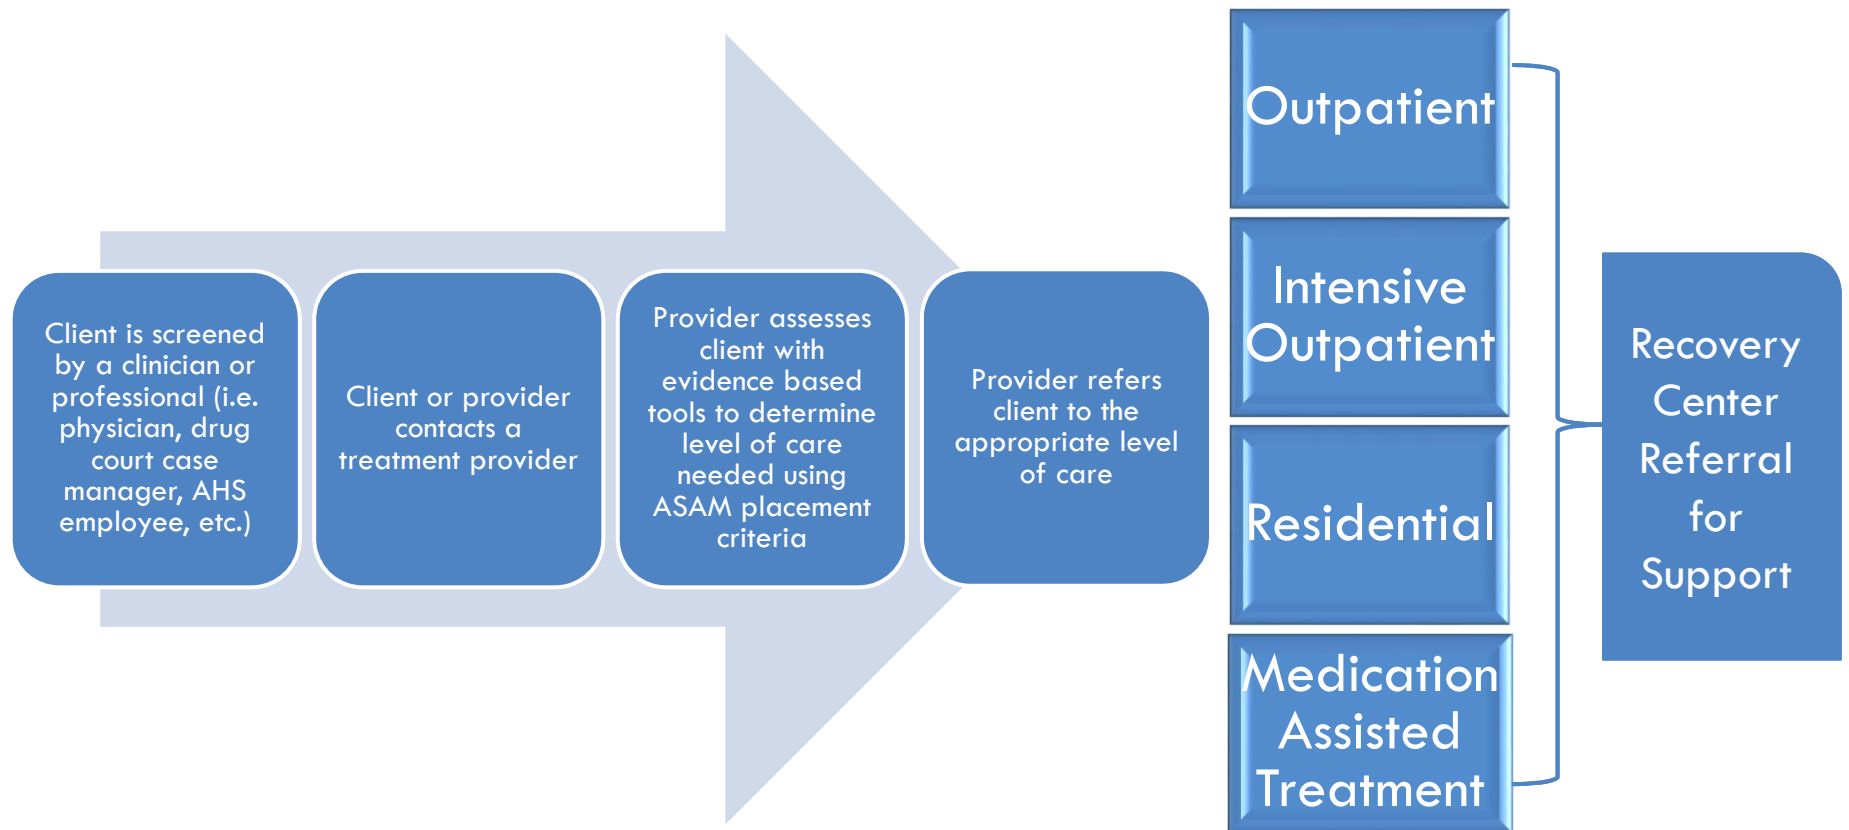 Client is screened
by a clinician or
professional (i.e.
physician, drug
court case
manager, AHS
employee, etc.)
Client or provider
contacts a
treatment provider
Provider assesses
client with
evidence based
tools to determine
level of care
needed using
ASAM placement
criteria
Provider refers
client to the
appropriate level
of care
Outpatient
Intensive
Outpatient
Residential
Medication
Assisted
Treatment
Recovery
Center
Referral
for
Support